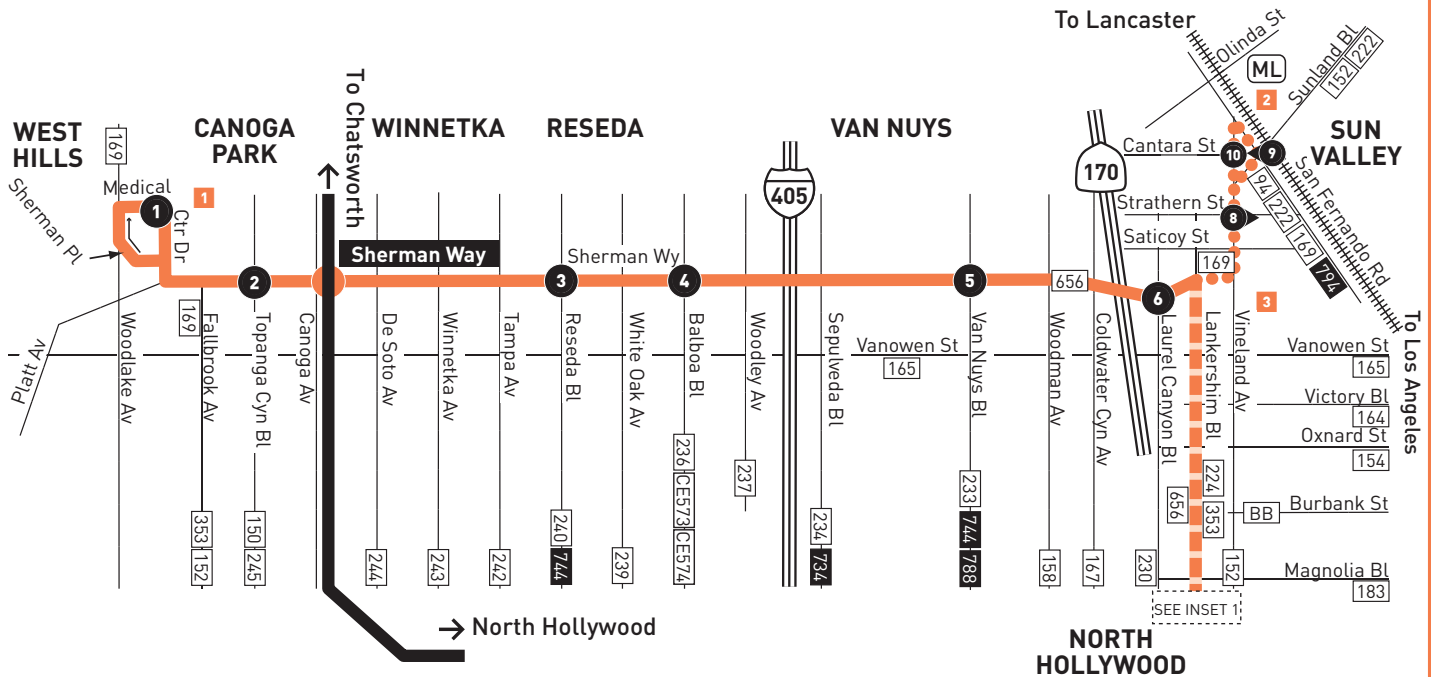 To Lancaster
Olinda St
ML
Sunland Bl
152 222
2
WEST
HILLS
169
CANOGA
PARK
To Chatsworth
WINNETKA
RESEDA
VAN NUYS
405
170
Cantara St
10
9
SUN
VALLEY
Sherman Pl
Medical
Ctr Dr
1
1
Strathern St
8
Saticoy St
San Fernando Rd
94 222 169 794
Sherman Way
Sherman Wy
169
2
3
4
5
656
6
3
169
Platt Av
Woodlake Av
Fallbrook Av
Topanga Cyn Bl
Canoga Av
De Soto Av
Winnetka Av
Tampa Av
Reseda Bl
White Oak Av
Balboa Bl
Woodley Av
Sepulveda Bl
Vanowen St
165
Van Nuys Bl
Woodman Av
Coldwater Cyn Av
Laurel Canyon Bl
Lankershim Bl
Vineland Av
To Los Angeles
Vanowen St
165
Victory Bl
164
Oxnard St
154
Burbank St
BB
Magnolia Bl
183
353 152
150 245
244
243
242
240 744
239
236 CE573 CE574
237
234 734
233 744 788
158
167
230
656
224
353
152
SEE INSET 1
North Hollywood
NORTH
HOLLYWOOD